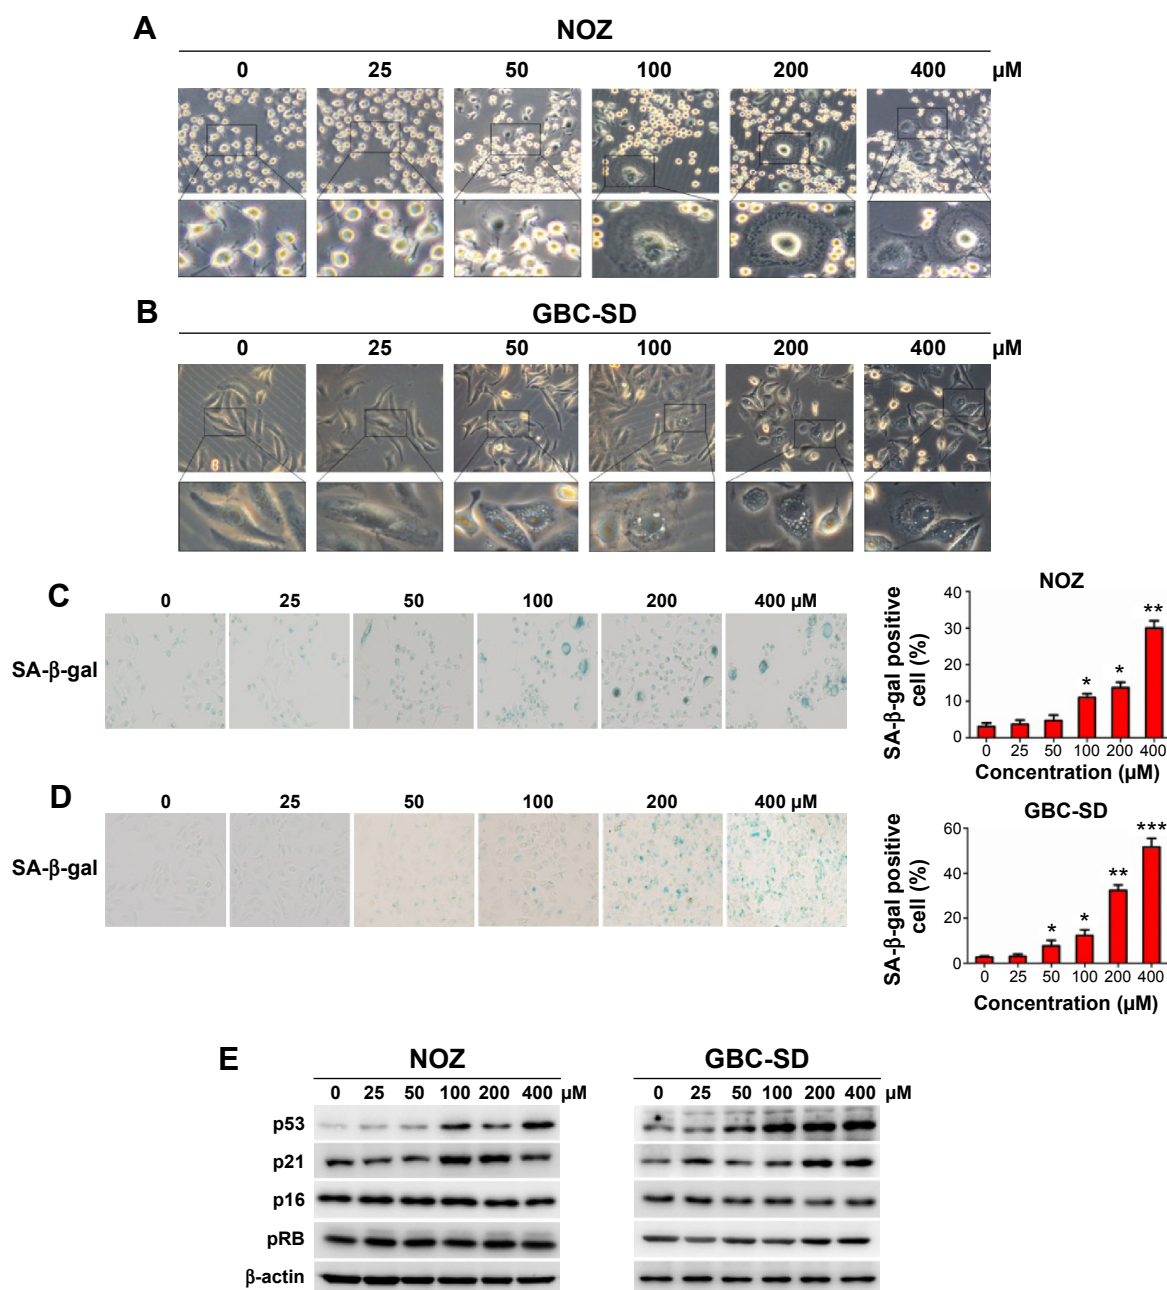 A
NOZ
0 25 50 100 200 400 µM
B
GBC-SD
0 25 50 100 200 400 µM
C
0 25 50 100 200 400 µM
SA-β-gal
NOZ
SA-β-gal positive
cell (%)
40
30
20
10
0
* * **
0 25 50 100 200 400
Concentration (µM)
D
0 25 50 100 200 400 µM
SA-β-gal
GBC-SD
SA-β-gal positive
cell (%)
60
40
20
0
* * ** ***
0 25 50 100 200 400
Concentration (µM)
E
NOZ GBC-SD
0 25 50 100 200 400 µM 0 25 50 100 200 400 µM
p53
p21
p16
pRB
β-actin